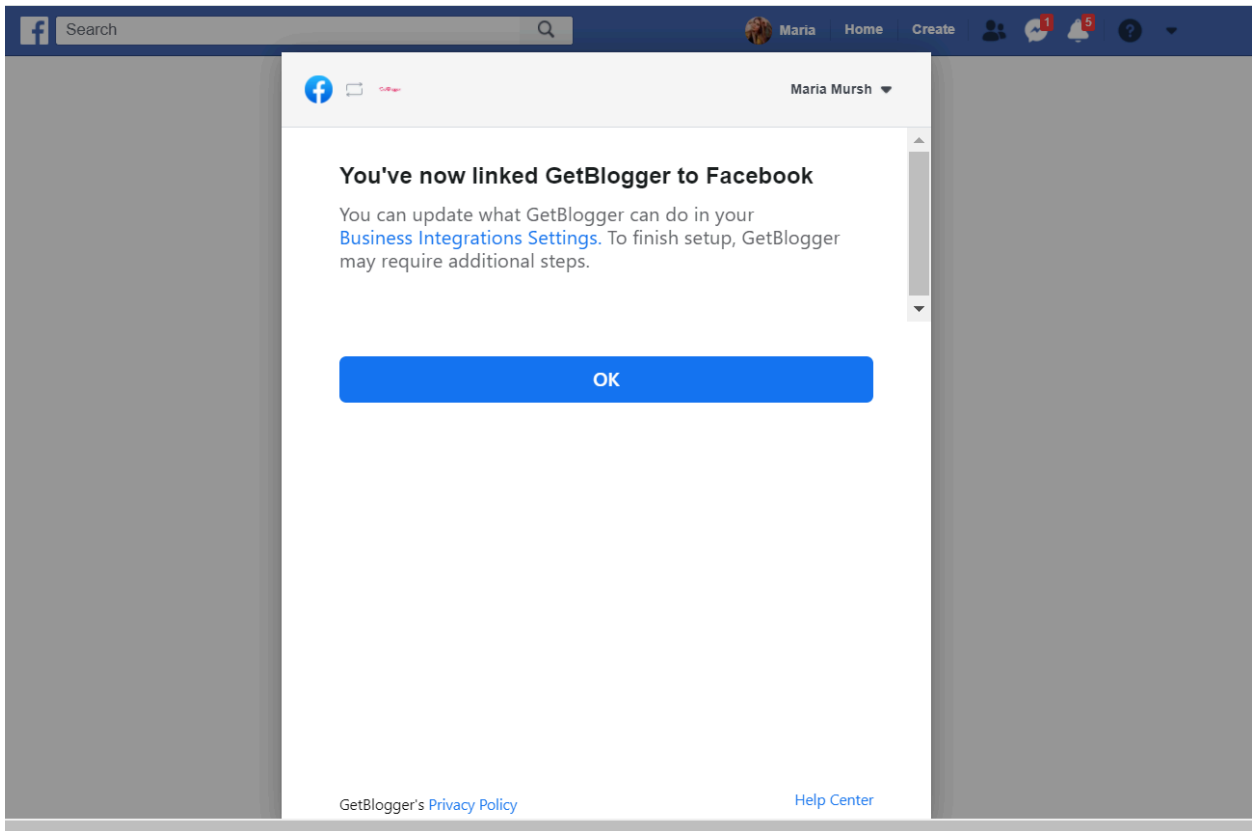 Search
Maria Home Create 1 5 ?
Maria Mursh
You've now linked GetBlogger to Facebook
You can update what GetBlogger can do in your
Business Integrations Settings. To finish setup, GetBlogger
may require additional steps.
OK
GetBlogger's Privacy Policy
Help Center